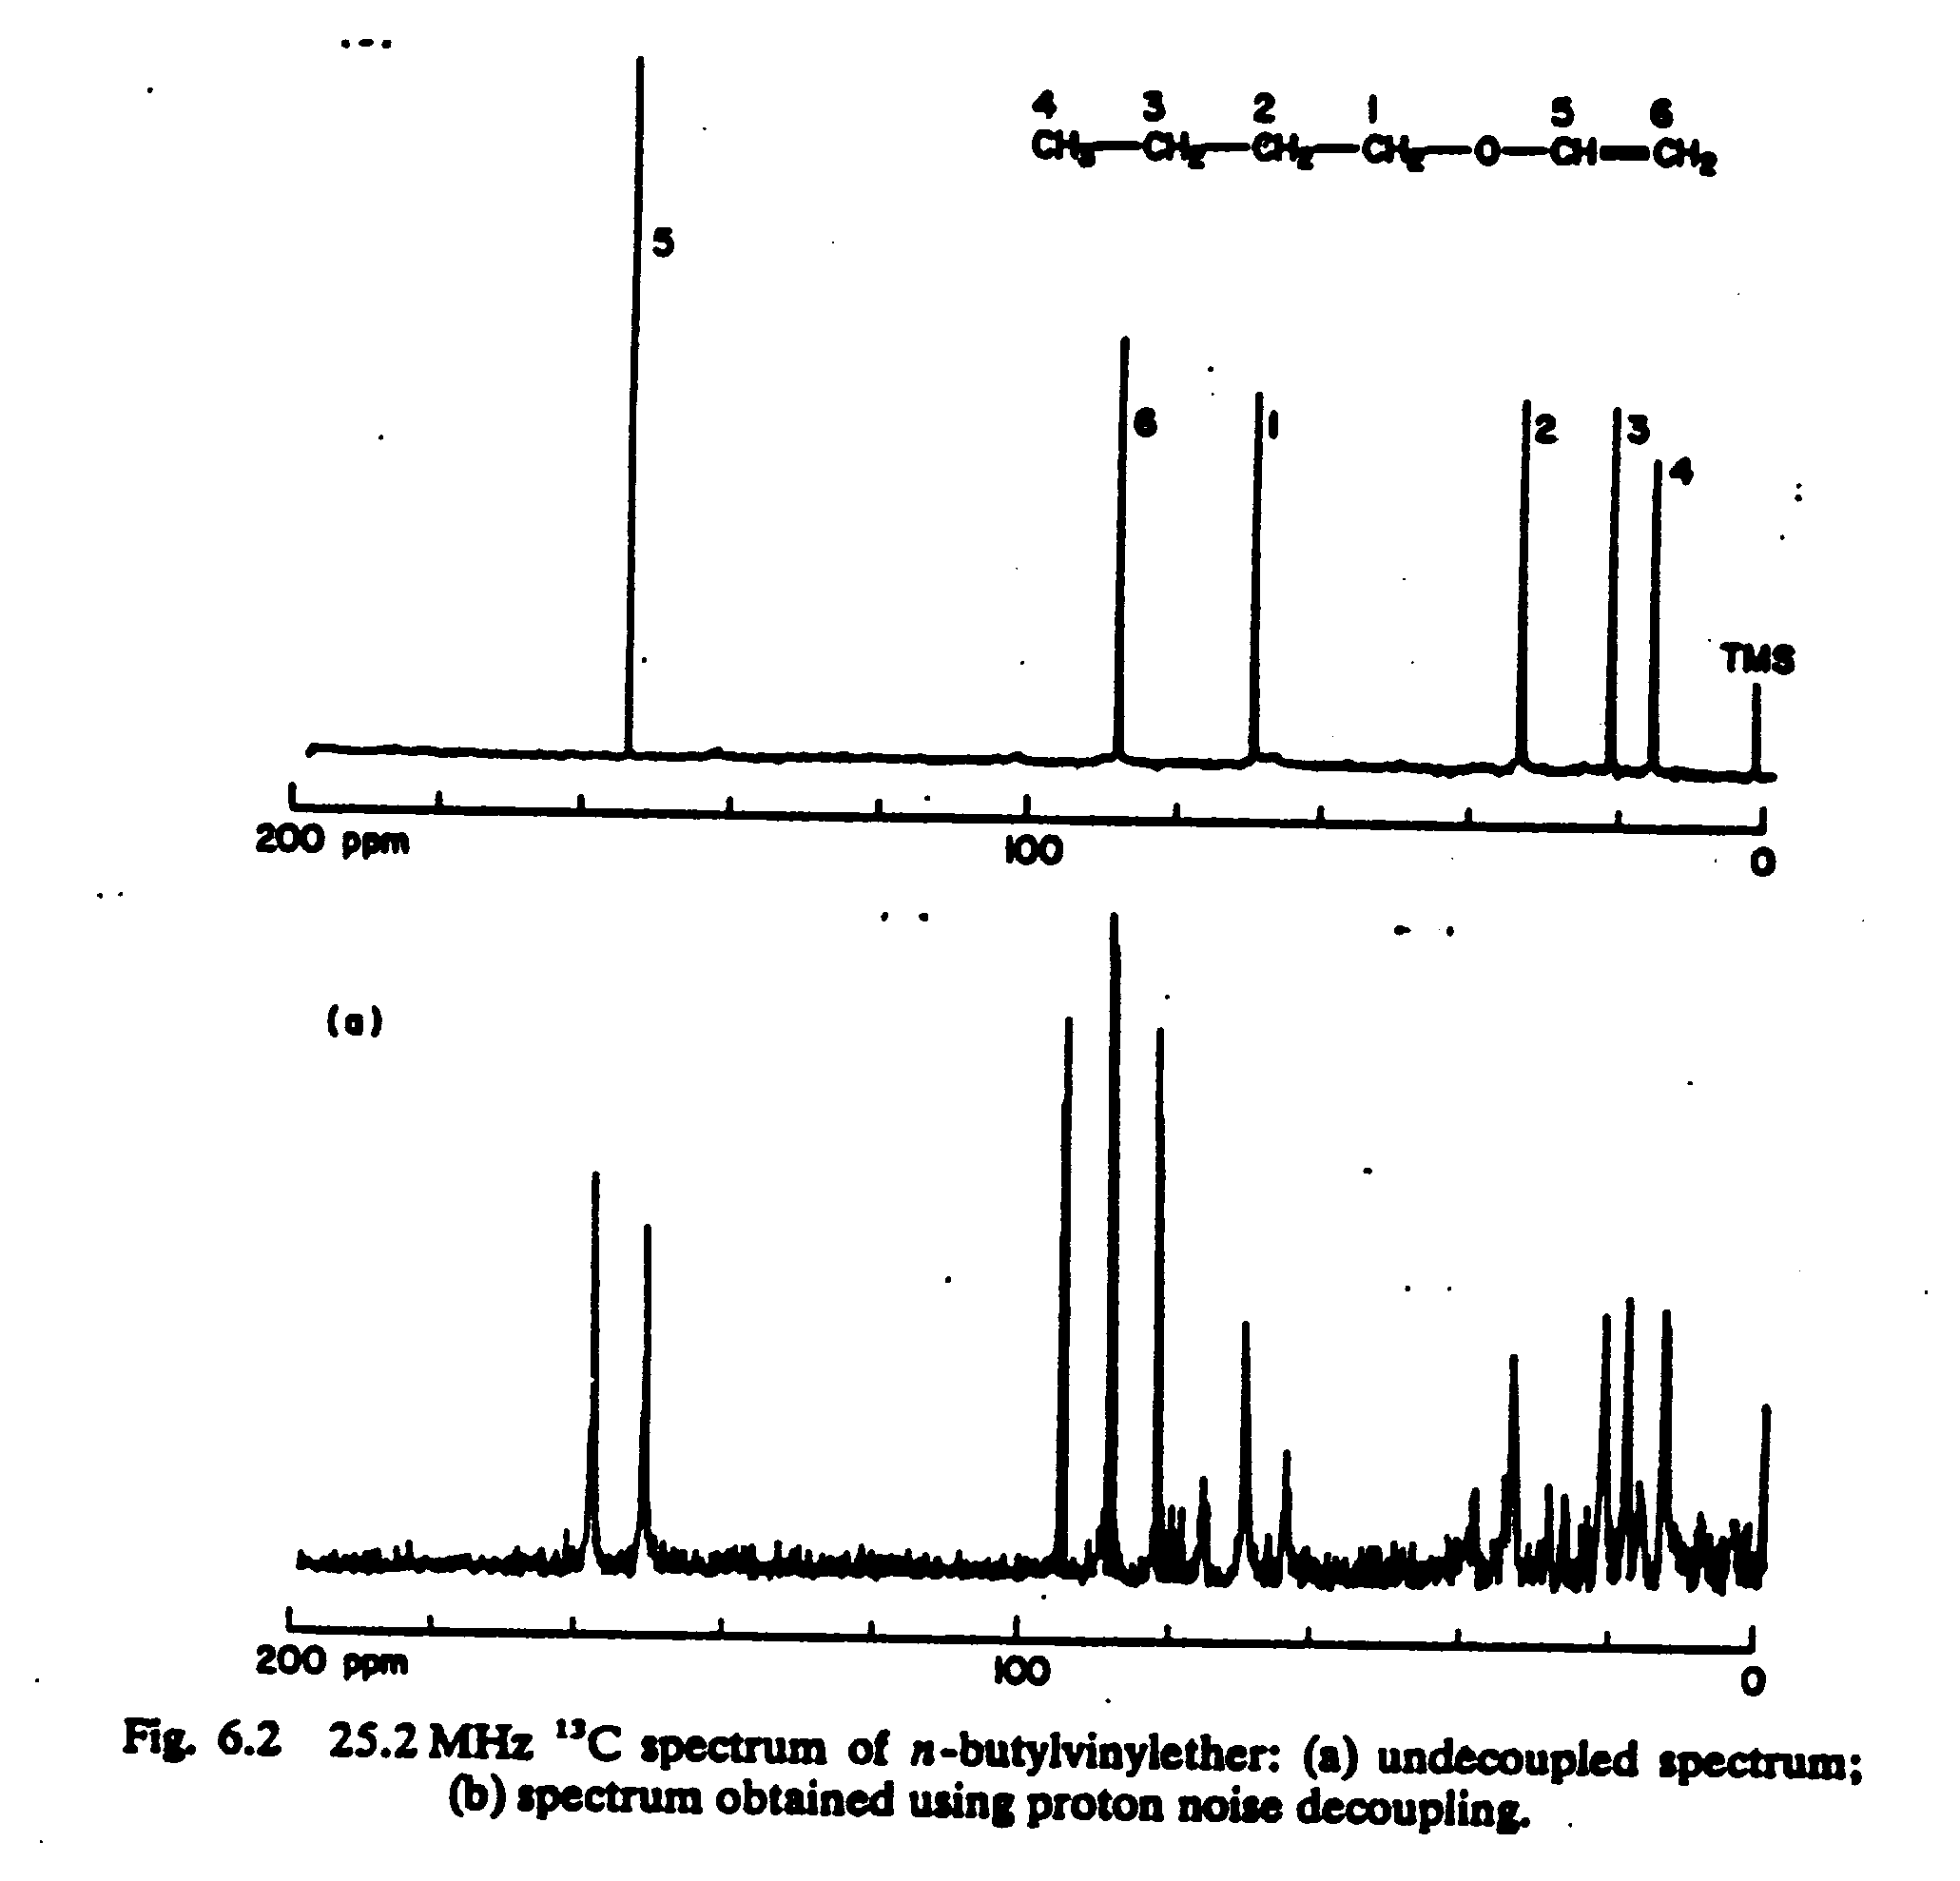 4 3 2 1 5 6
CH₃—CH₂—CH₂—CH₂—O—CH=CH₂
5
6
1
2
3
4
TMS
200 ppm 100 0
(a)
200 ppm 100 0
Fig. 6.2 25.2 MHz ¹³C spectrum of n-butylvinylether: (a) undecoupled spectrum;
(b) spectrum obtained using proton noise decoupling.